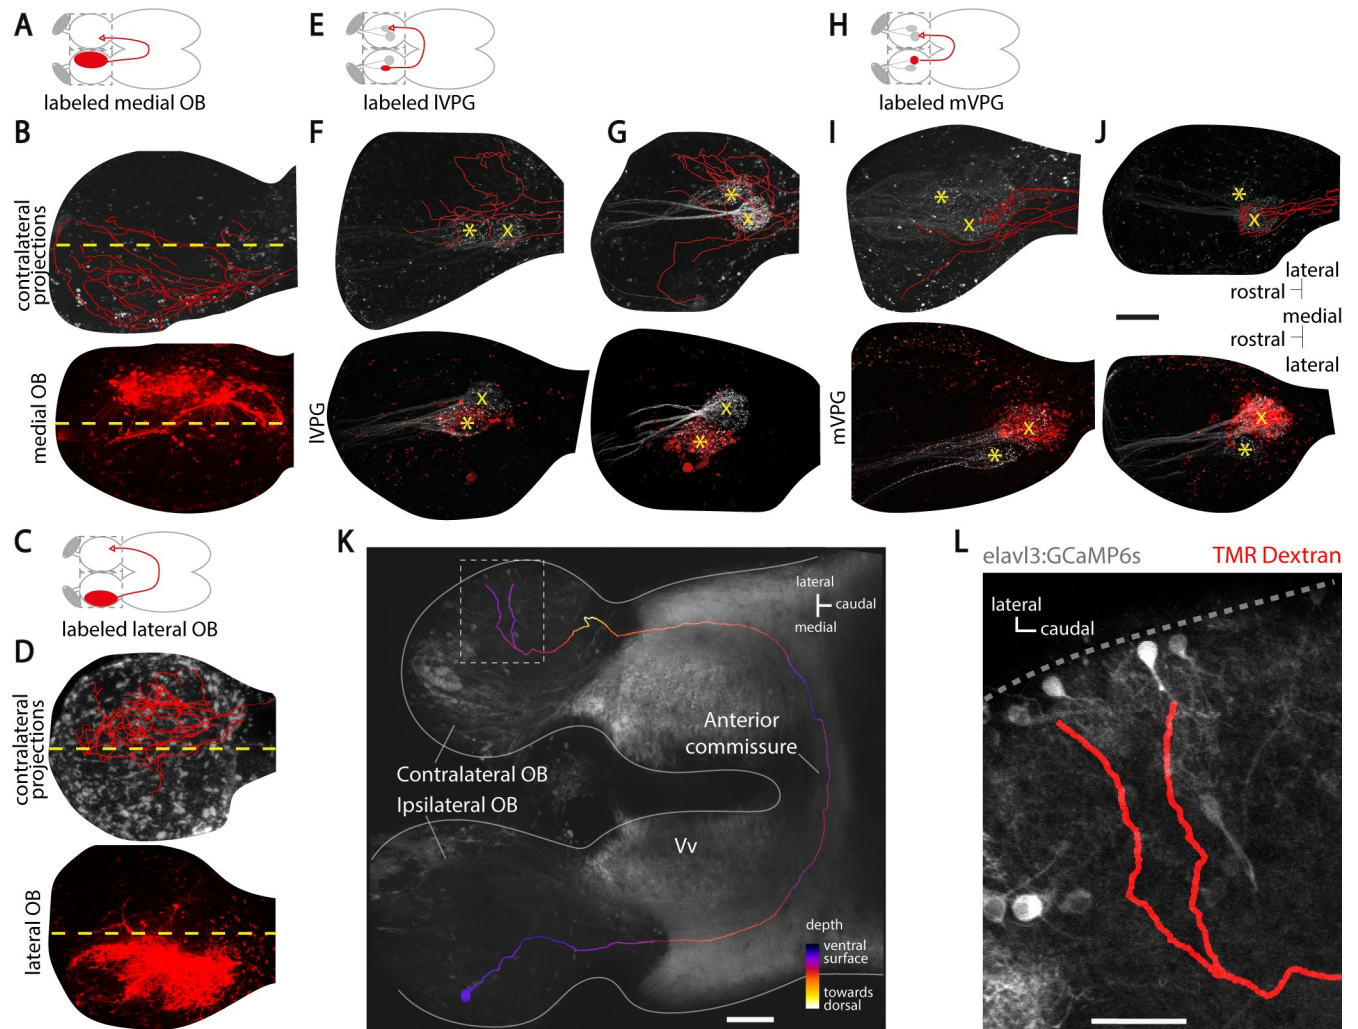 A
labeled medial OB
E
labeled lVPG
H
labeled mVPG
B
contralateral
projections
medial OB
F
lVPG
G
I
mVPG
J
lateral
rostral
medial
rostral
lateral
* x
x *
* x
x *
* x
x *
* x
x *
C
labeled lateral OB
D
contralateral
projections
lateral OB
K
lateral
caudal
medial
Anterior
commissure
Contralateral OB
Ipsilateral OB
Vv
depth
ventral
surface
towards
dorsal
L
elavl3:GCaMP6s TMR Dextran
lateral
caudal